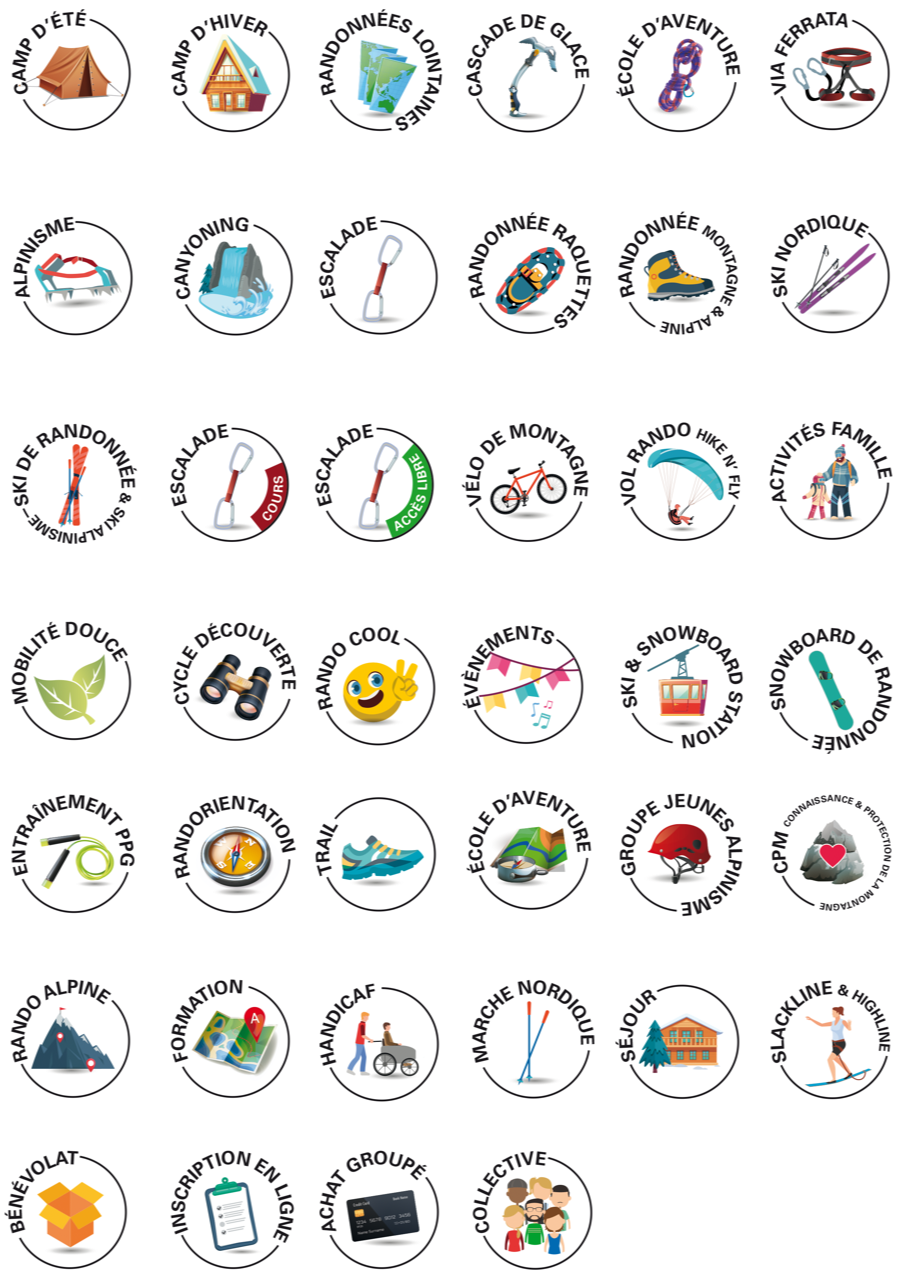 CAMP D'ÉTÉ
CAMP D'HIVER
RANDONNÉES LOINTAINES
CASCADE DE GLACE
ÉCOLE D'AVENTURE
VIA FERRATA
ALPINISME
CANYONING
ESCALADE
RANDONNÉE RAQUETTES
RANDONNÉE MONTAGNE & ALPINE
SKI NORDIQUE
SKI DE RANDONNÉE & SKI ALPINISME
ESCALADE
COURS
ESCALADE
ACCÈS LIBRE
VÉLO DE MONTAGNE
VOL RANDO HIKE N' FLY
ACTIVITÉS FAMILLE
MOBILITÉ DOUCE
CYCLE DÉCOUVERTE
RANDO COOL
ÉVÉNEMENTS
SKI & SNOWBOARD STATION
SNOWBOARD DE RANDONNÉE
ENTRAÎNEMENT PPG
RANDORIENTATION
N
E
TRAIL
ÉCOLE D'AVENTURE
GROUPE JEUNES ALPINISME
CPM CONNAISSANCE & PROTECTION DE LA MONTAGNE
RANDO ALPINE
FORMATION
A
HANDICAF
MARCHE NORDIQUE
SÉJOUR
SLACKLINE & HIGHLINE
BÉNÉVOLAT
INSCRIPTION EN LIGNE
ACHAT GROUPÉ
COLLECTIVE